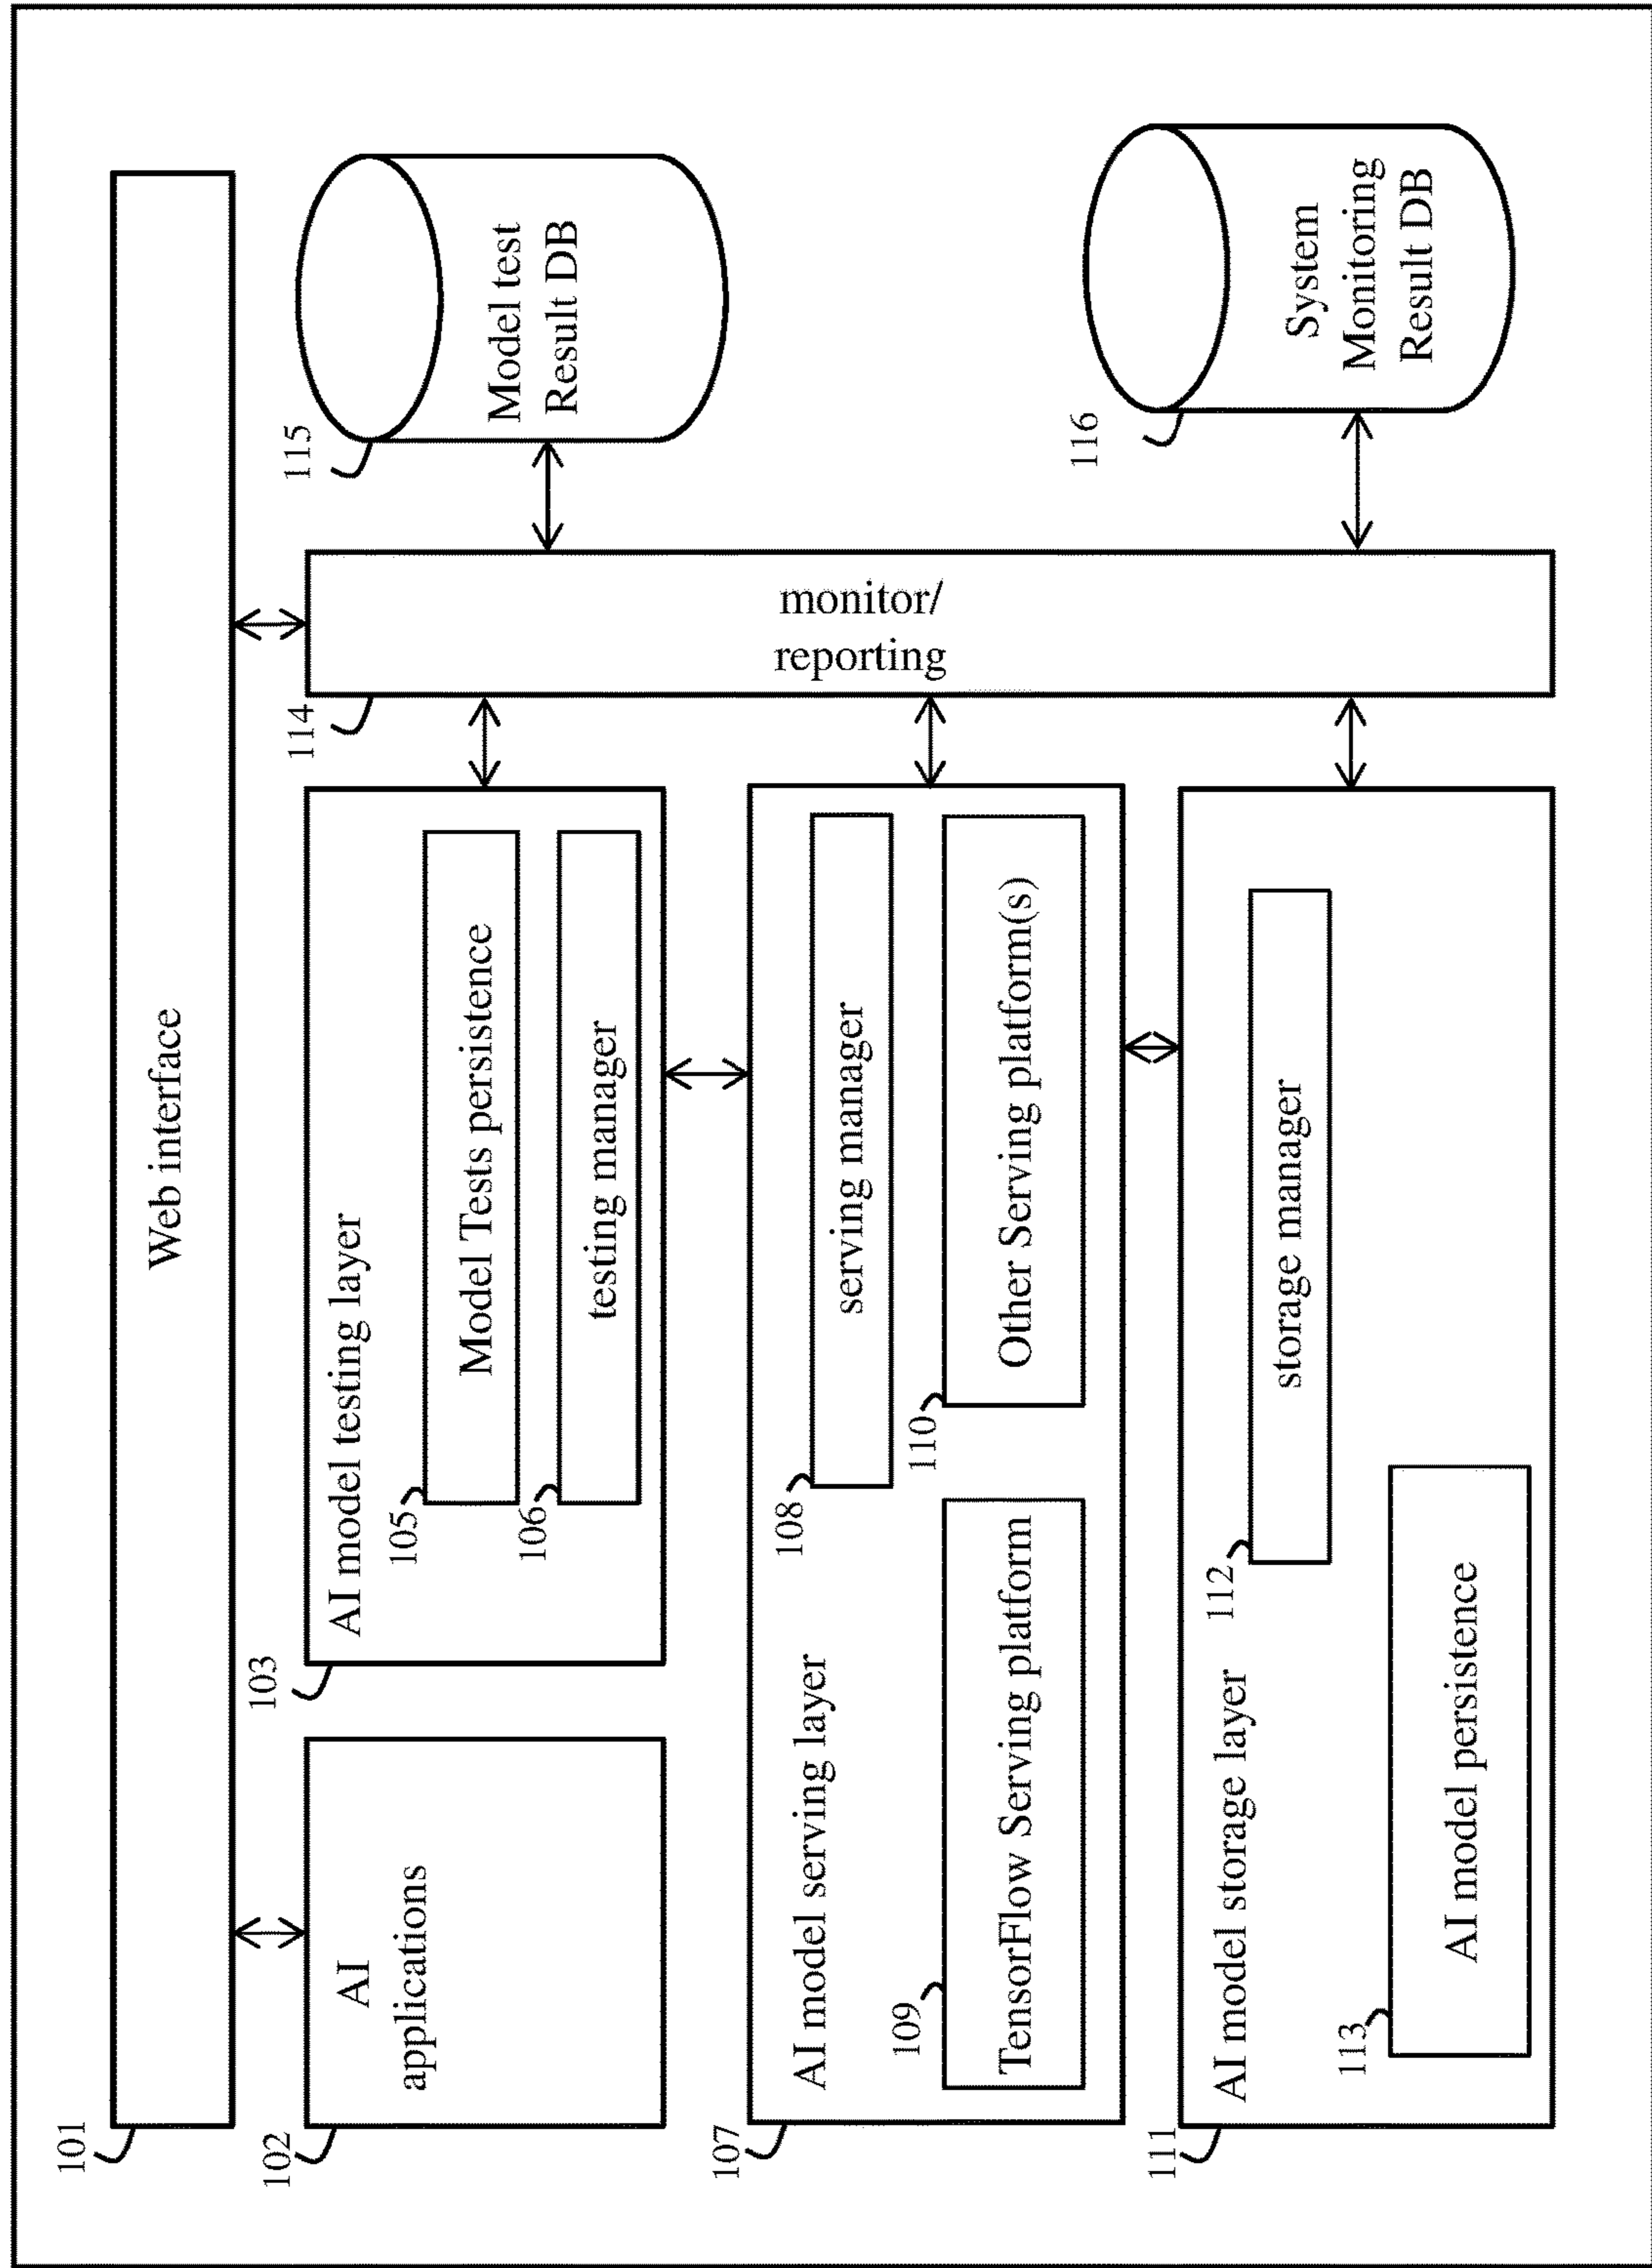 101
Web interface
102
AI
applications
103
AI model testing layer
105
Model Tests persistence
106
testing manager
107
AI model serving layer
108
serving manager
109
TensorFlow Serving platform
110
Other Serving platform(s)
111
AI model storage layer
112
storage manager
113
AI model persistence
114
monitor/
reporting
115
Model test
Result DB
116
System
Monitoring
Result DB